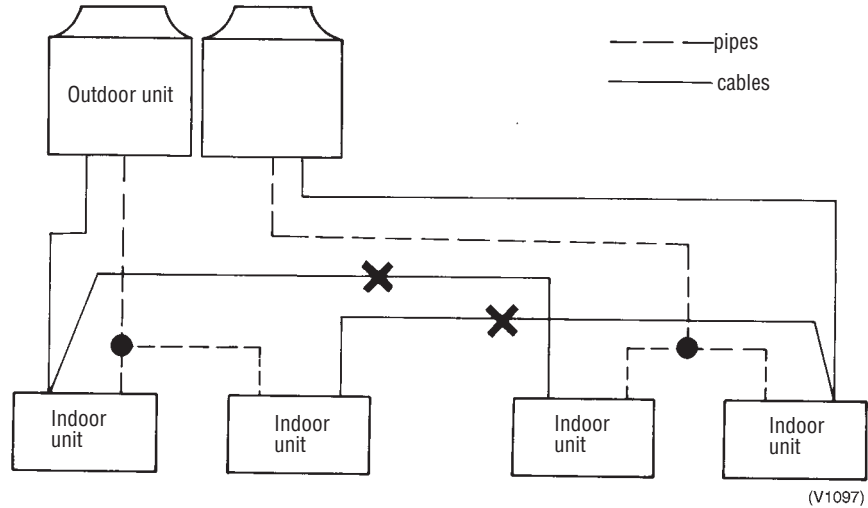 pipes
cables
Outdoor unit
Indoor
unit
Indoor
unit
Indoor
unit
Indoor
unit
(V1097)